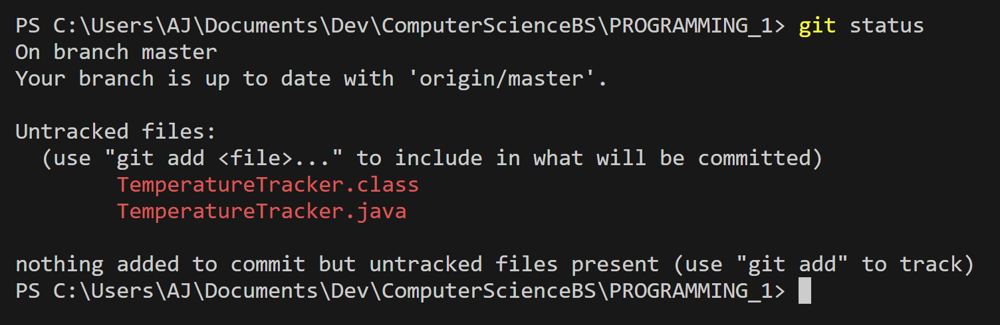 PS C:\Users\AJ\Documents\Dev\ComputerScienceBS\PROGRAMMING_1> git status
On branch master
Your branch is up to date with 'origin/master'.

Untracked files:
  (use "git add <file>..." to include in what will be committed)
        TemperatureTracker.class
        TemperatureTracker.java

nothing added to commit but untracked files present (use "git add" to track)
PS C:\Users\AJ\Documents\Dev\ComputerScienceBS\PROGRAMMING_1>